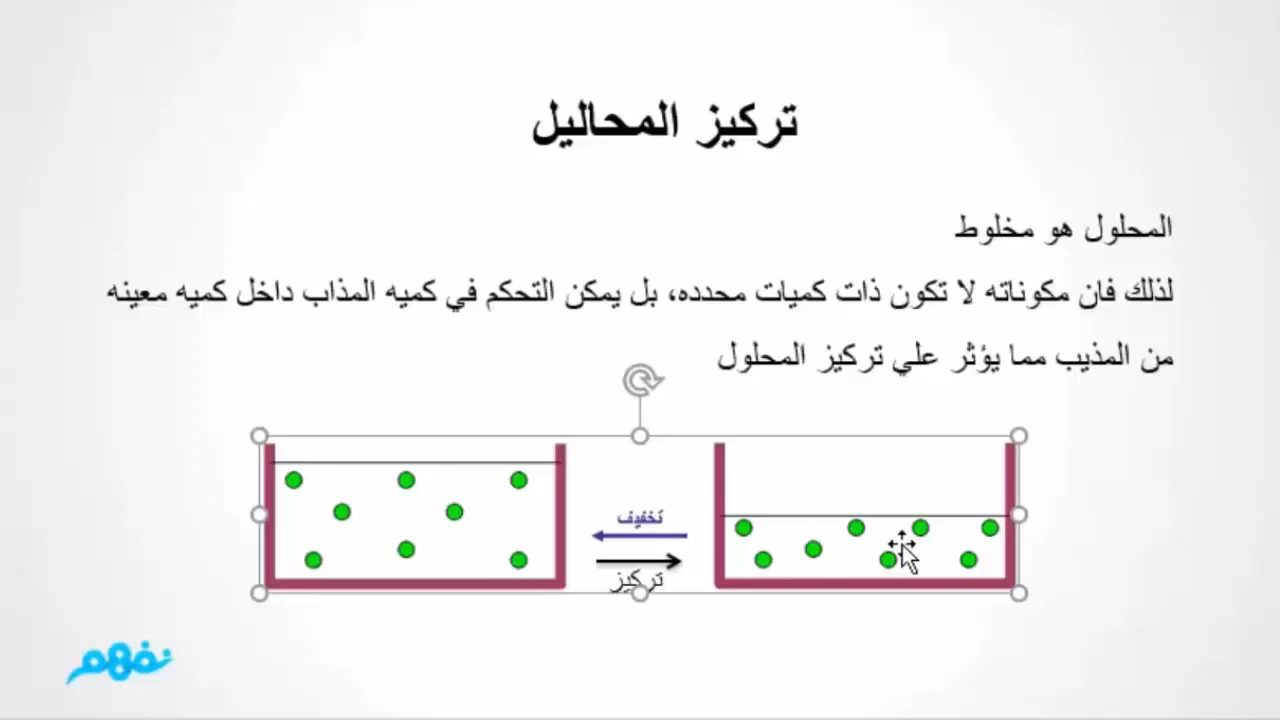 تركيز المحاليل
المحلول هو مخلوط
لذلك فان مكوناته لا تكون ذات كميات محدده، بل يمكن التحكم في كميه المذاب داخل كميه معينه
من المذيب مما يؤثر علي تركيز المحلول
تخفيف
تركيز
نفهم